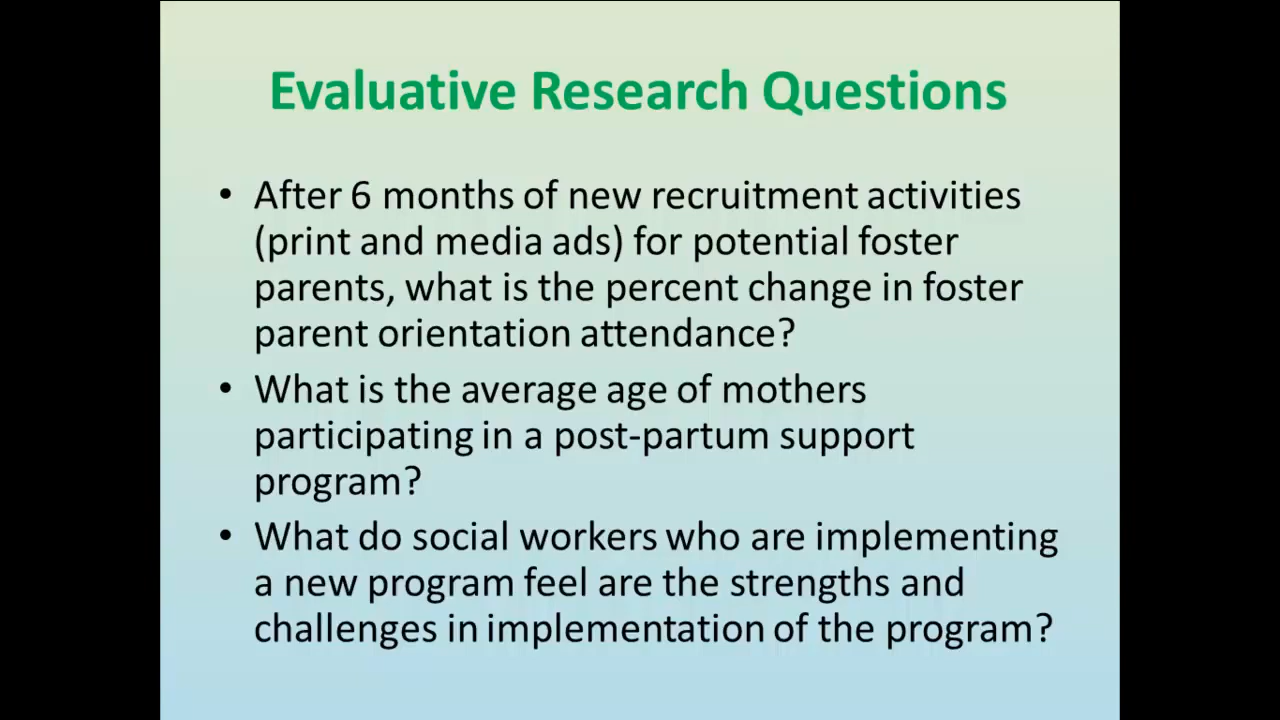 Evaluative Research Questions
• After 6 months of new recruitment activities
(print and media ads) for potential foster
parents, what is the percent change in foster
parent orientation attendance?
• What is the average age of mothers
participating in a post-partum support
program?
• What do social workers who are implementing
a new program feel are the strengths and
challenges in implementation of the program?